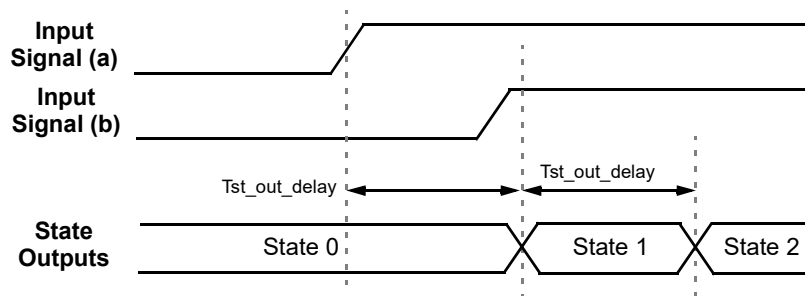 Input
Signal (a)
Input
Signal (b)
Tst_out_delay
Tst_out_delay
State
Outputs
State 0
State 1
State 2